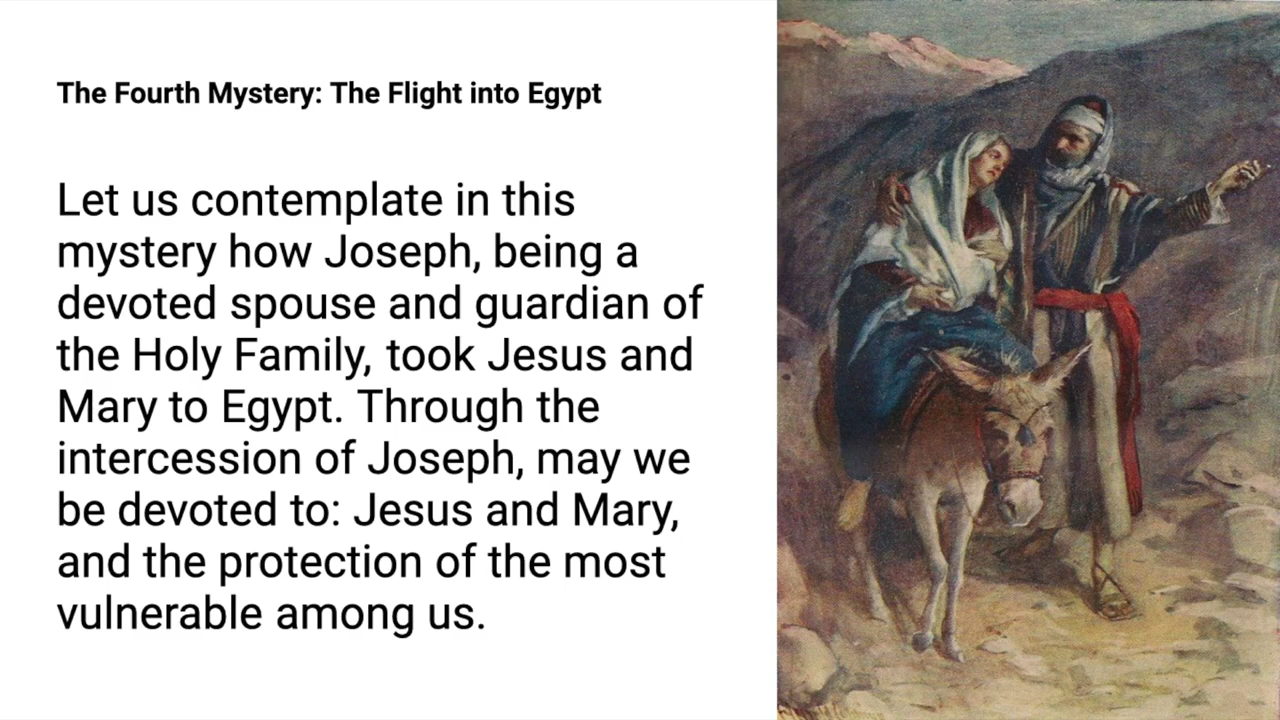 The Fourth Mystery: The Flight into Egypt
Let us contemplate in this
mystery how Joseph, being a
devoted spouse and guardian of
the Holy Family, took Jesus and
Mary to Egypt. Through the
intercession of Joseph, may we
be devoted to: Jesus and Mary,
and the protection of the most
vulnerable among us.